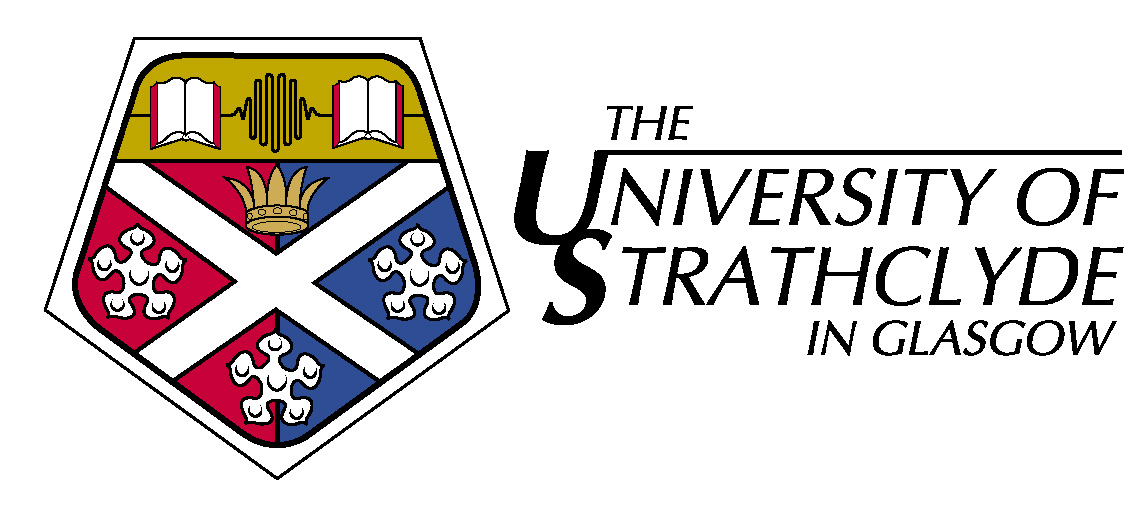 THE
UNIVERSITY OF
STRATHCLYDE
IN GLASGOW